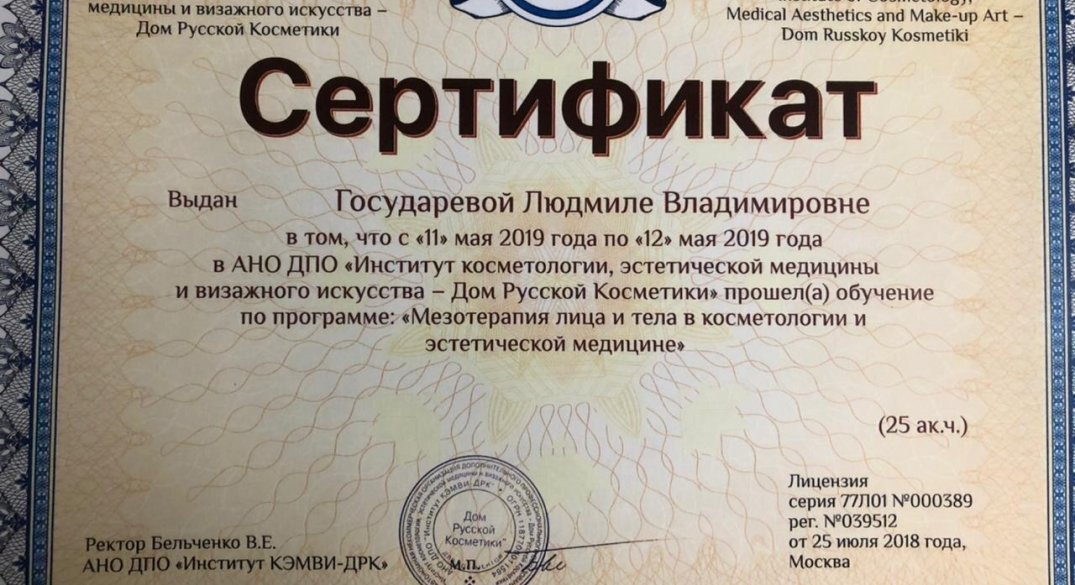 медицины и визажного искусства –
Дом Русской Косметики
Institute of Cosmetology,
Medical Aesthetics and Make-up Art –
Dom Russkoy Kosmetiki
Сертификат
Выдан Государевой Людмиле Владимировне
в том, что с «11» мая 2019 года по «12» мая 2019 года
в АНО ДПО «Институт косметологии, эстетической медицины
и визажного искусства – Дом Русской Косметики» прошел(а) обучение
по программе: «Мезотерапия лица и тела в косметологии и
эстетической медицине»
(25 ак.ч.)
Лицензия
серия 77Л01 №000389
рег. №039512
от 25 июля 2018 года,
Москва
Ректор Бельченко В.Е.
АНО ДПО «Институт КЭМВИ-ДРК»
М.П.
Дом
Русской
Косметики